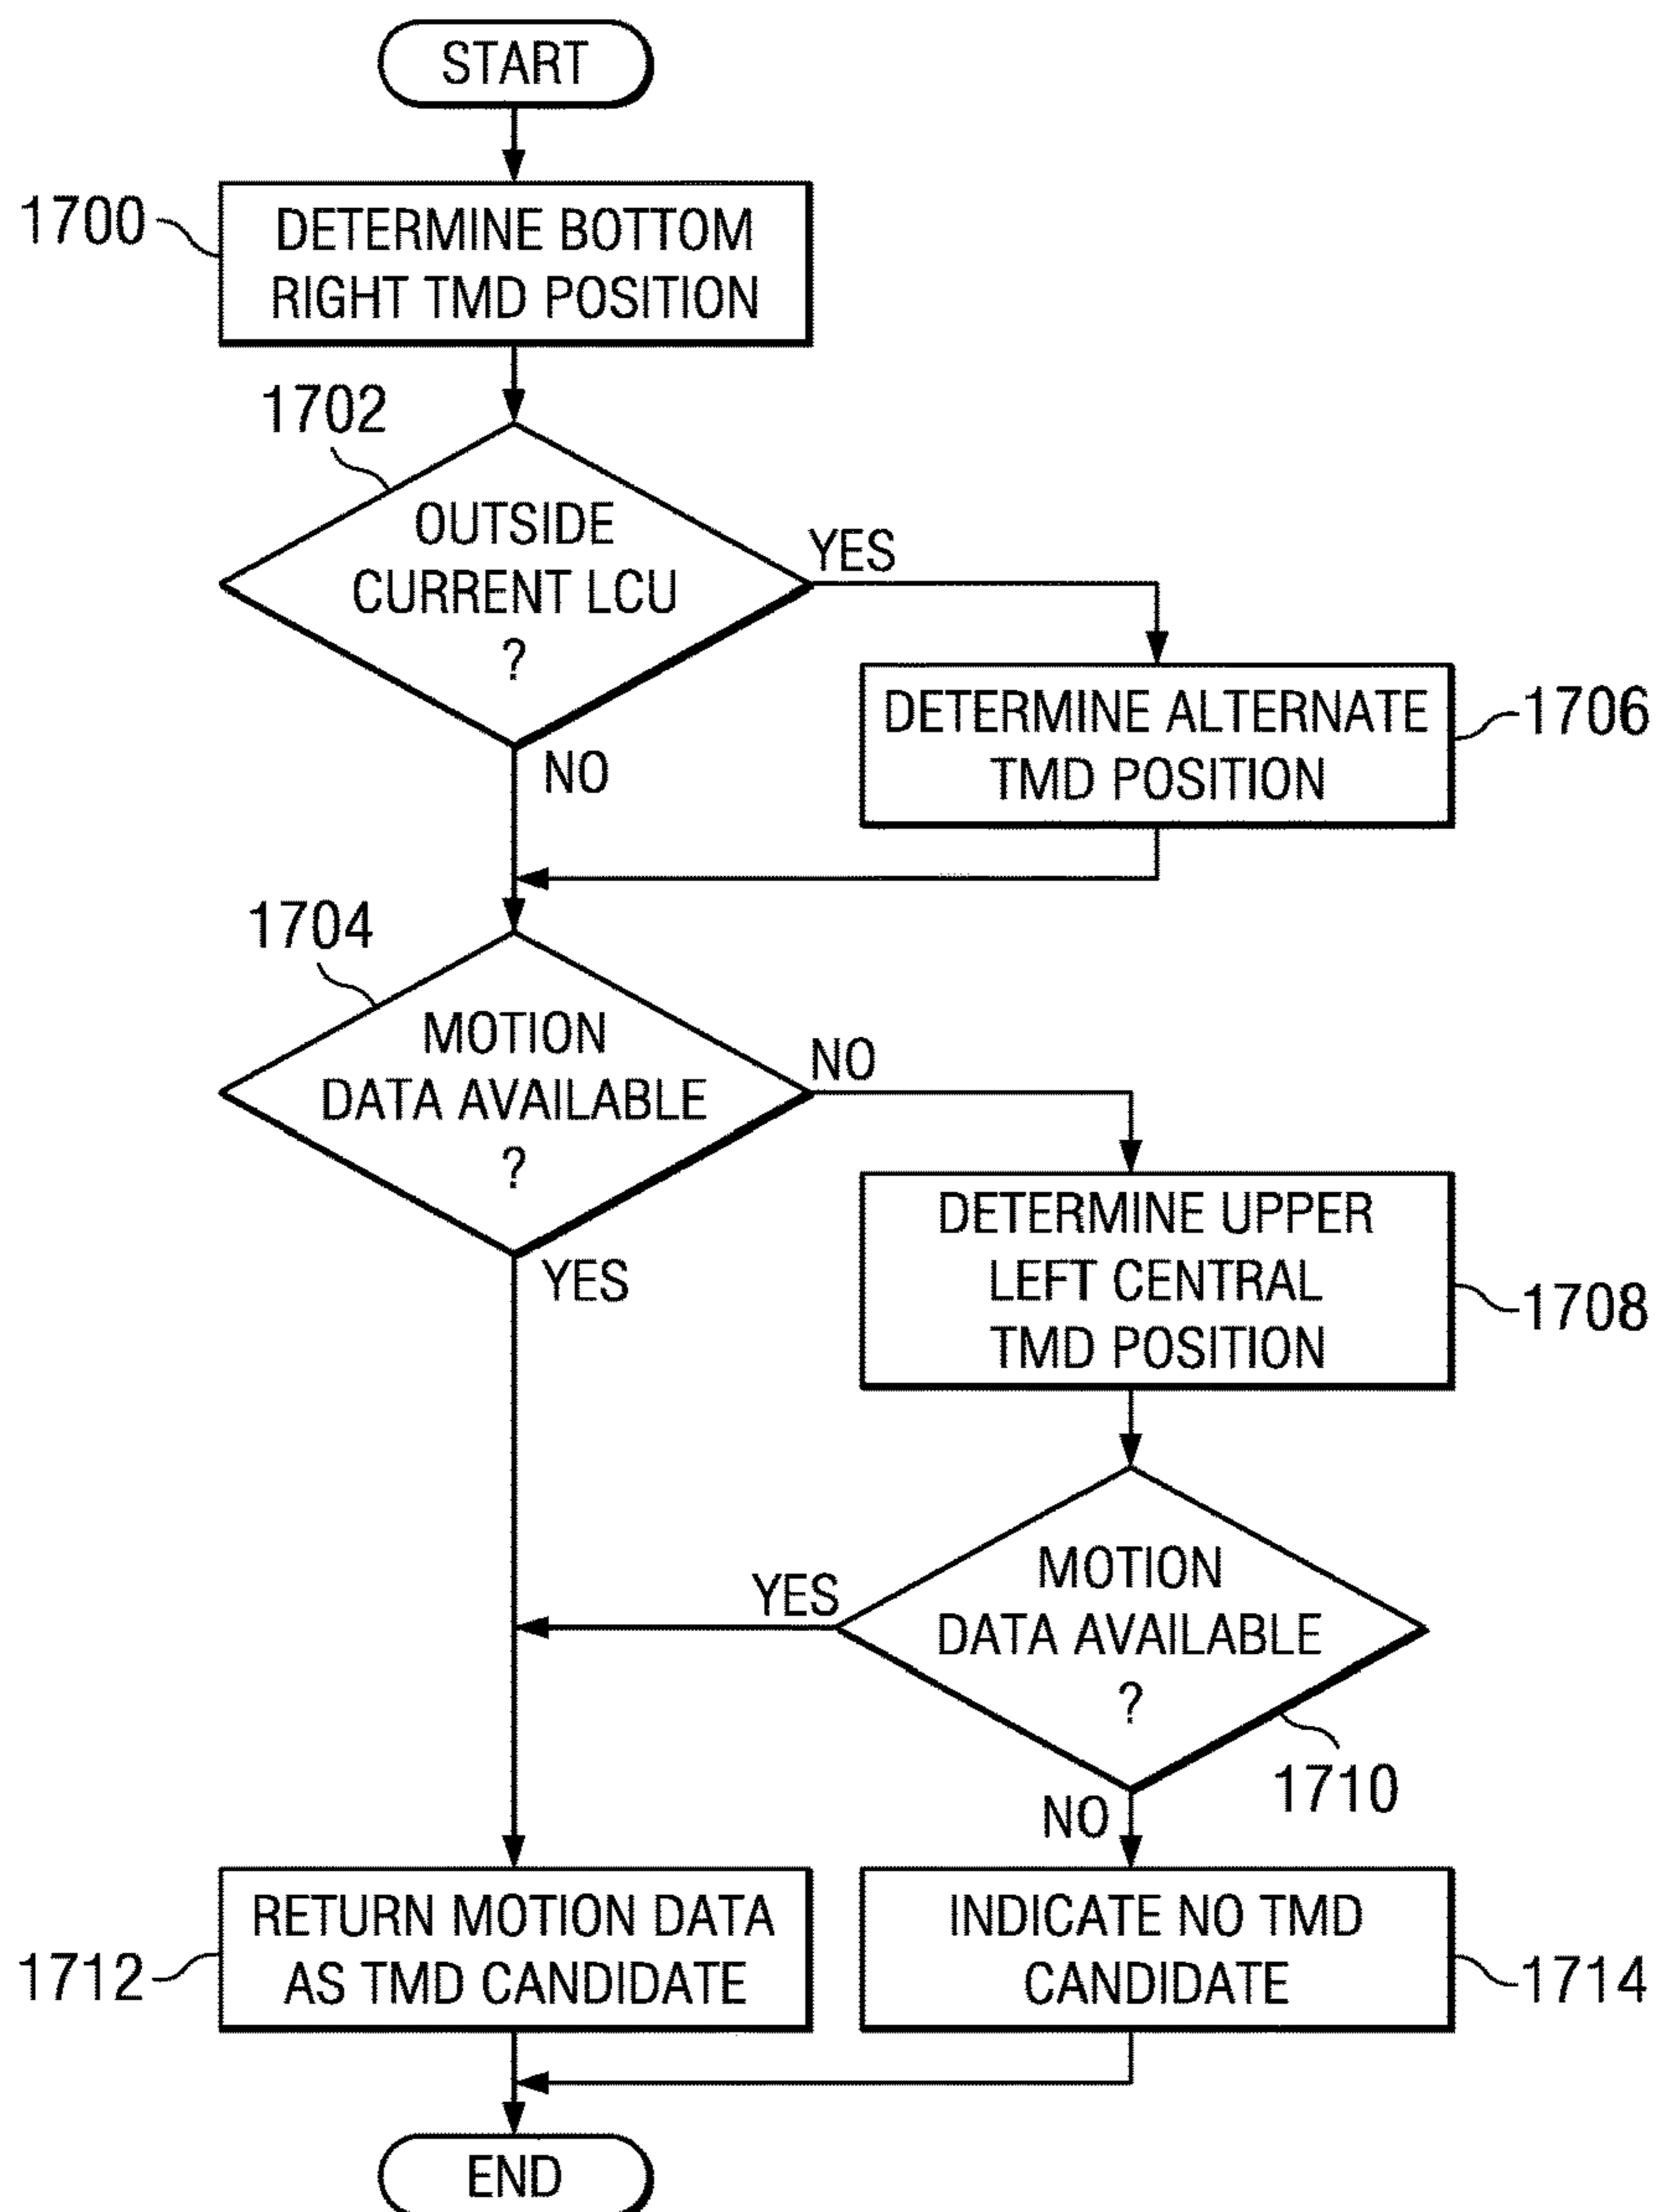 START
1700
DETERMINE BOTTOM
RIGHT TMD POSITION
1702
OUTSIDE
CURRENT LCU
?
YES
NO
DETERMINE ALTERNATE
TMD POSITION
1706
1704
MOTION
DATA AVAILABLE
?
NO
YES
DETERMINE UPPER
LEFT CENTRAL
TMD POSITION
1708
MOTION
DATA AVAILABLE
?
YES
1710
NO
1712
RETURN MOTION DATA
AS TMD CANDIDATE
INDICATE NO TMD
CANDIDATE
1714
END